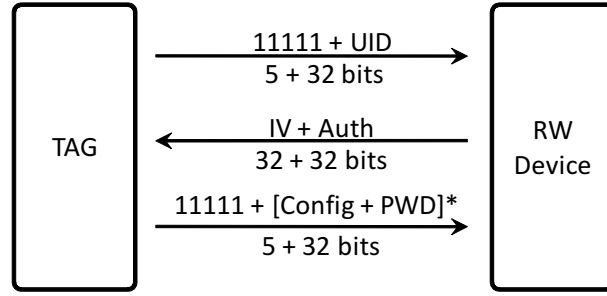 11111 + UID
5 + 32 bits
IV + Auth
32 + 32 bits
11111 + [Config + PWD]*
5 + 32 bits
TAG
RW
Device